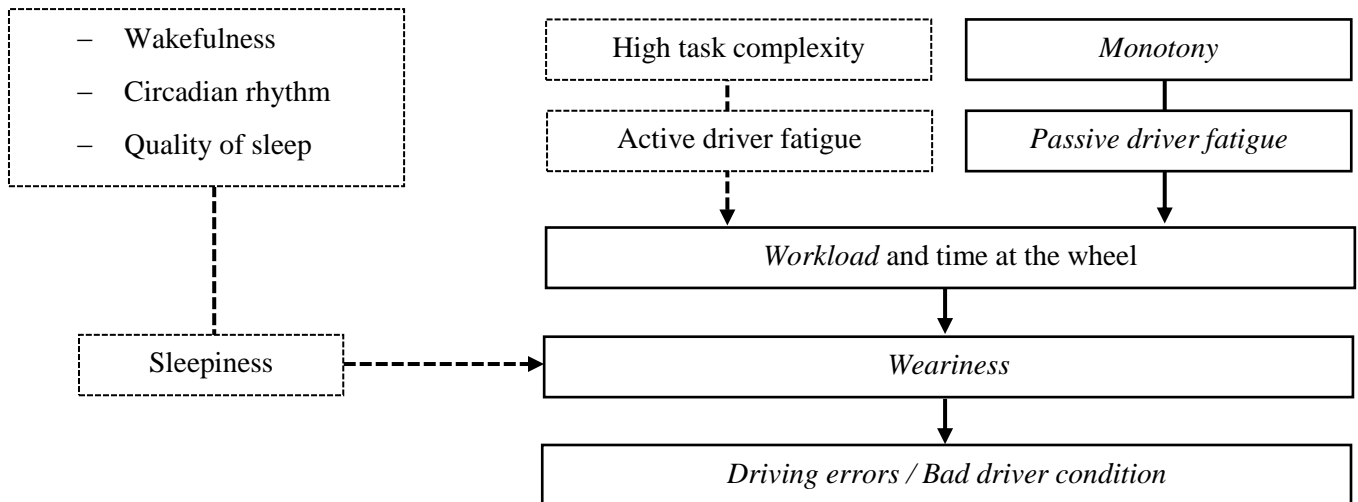 – Wakefulness
– Circadian rhythm
– Quality of sleep
High task complexity
Monotony
Active driver fatigue
Passive driver fatigue
Workload and time at the wheel
Sleepiness
Weariness
Driving errors / Bad driver condition